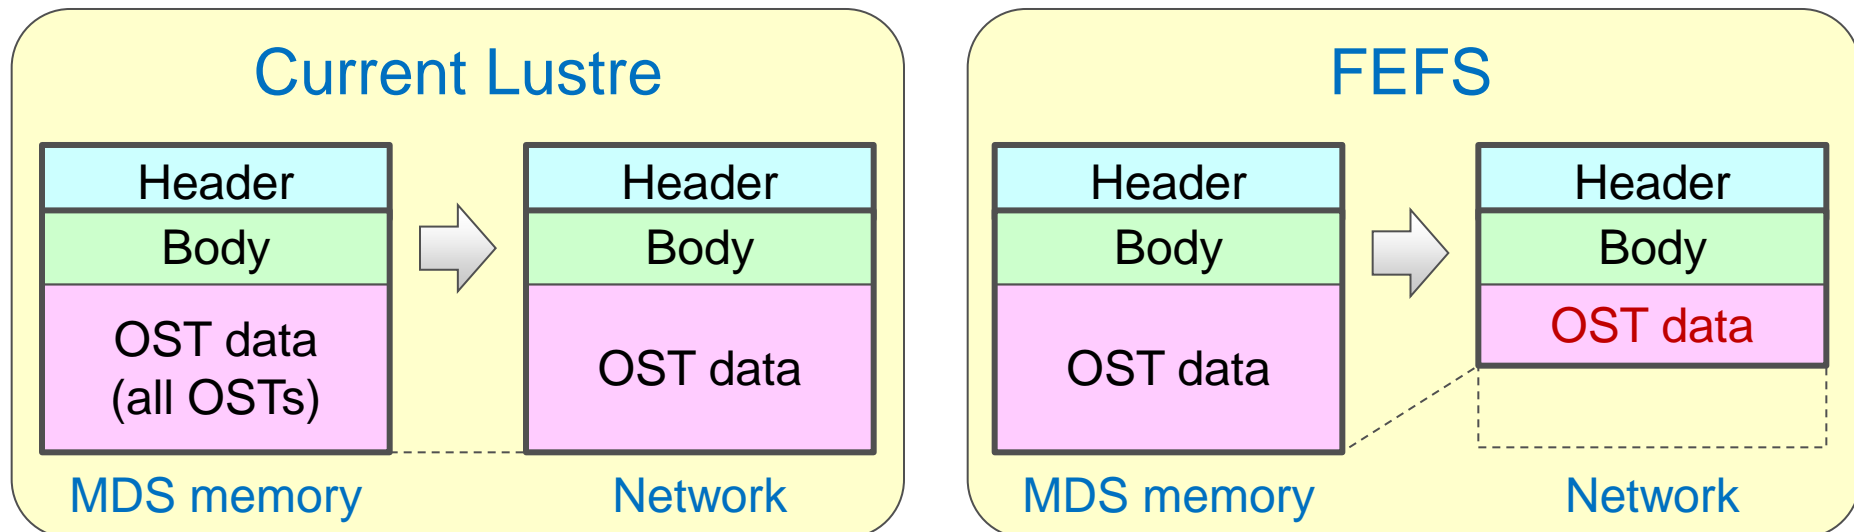 Current Lustre
Header
Body
OST data
(all OSTs)
MDS memory
Header
Body
OST data
Network
FEFS
Header
Body
OST data
MDS memory
Header
Body
OST data
Network